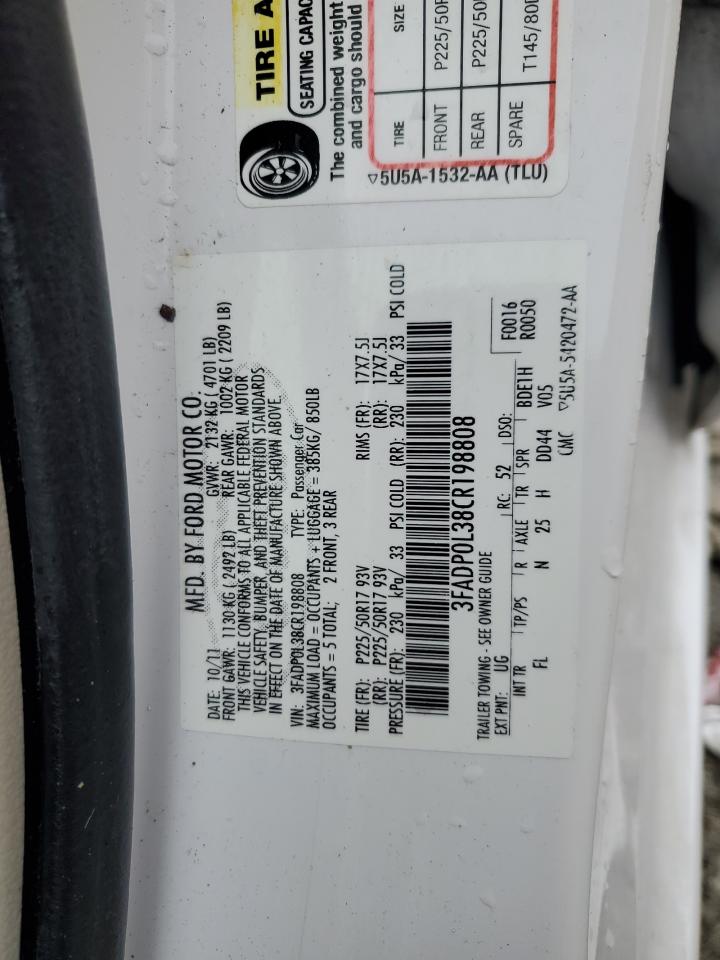 TIRE A
SEATING CAPAC
The combined weight
and cargo should
TIRE SIZE
FRONT P225/50R
REAR P225/50
SPARE T145/80
▽5U5A-1532-AA (TLU)
MFD. BY FORD MOTOR CO.
DATE: 10/11 GVWR: 2132 KG ( 4701 LB)
FRONT GAWR: 1130 KG ( 2492 LB) REAR GAWR: 1002 KG ( 2209 LB)
THIS VEHICLE CONFORMS TO ALL APPLICABLE FEDERAL MOTOR
VEHICLE SAFETY, BUMPER, AND THEFT PREVENTION STANDARDS
IN EFFECT ON THE DATE OF MANUFACTURE SHOWN ABOVE.
VIN: 3FADP0L38CR198808 TYPE: Passenger Car
MAXIMUM LOAD = OCCUPANTS + LUGGAGE = 385KG/ 850LB
OCCUPANTS = 5 TOTAL; 2 FRONT, 3 REAR
TIRE (FR): P225/50R17 93V RIMS (FR): 17X7.5J
(RR): P225/50R17 93V (RR): 17X7.5J
PRESSURE (FR): 230 kPa/ 33 PSI COLD (RR): 230 kPa/ 33 PSI COLD
3FADP0L38CR198808
TRAILER TOWING - SEE OWNER GUIDE
EXT PNT: UG RC: 52 DSO: F0016
R0050
INT TR TP/PS R AXLE TR SPR BDE1H
FL N 25 H DD44 V05
CMC ▽5U5A-5420472-AA